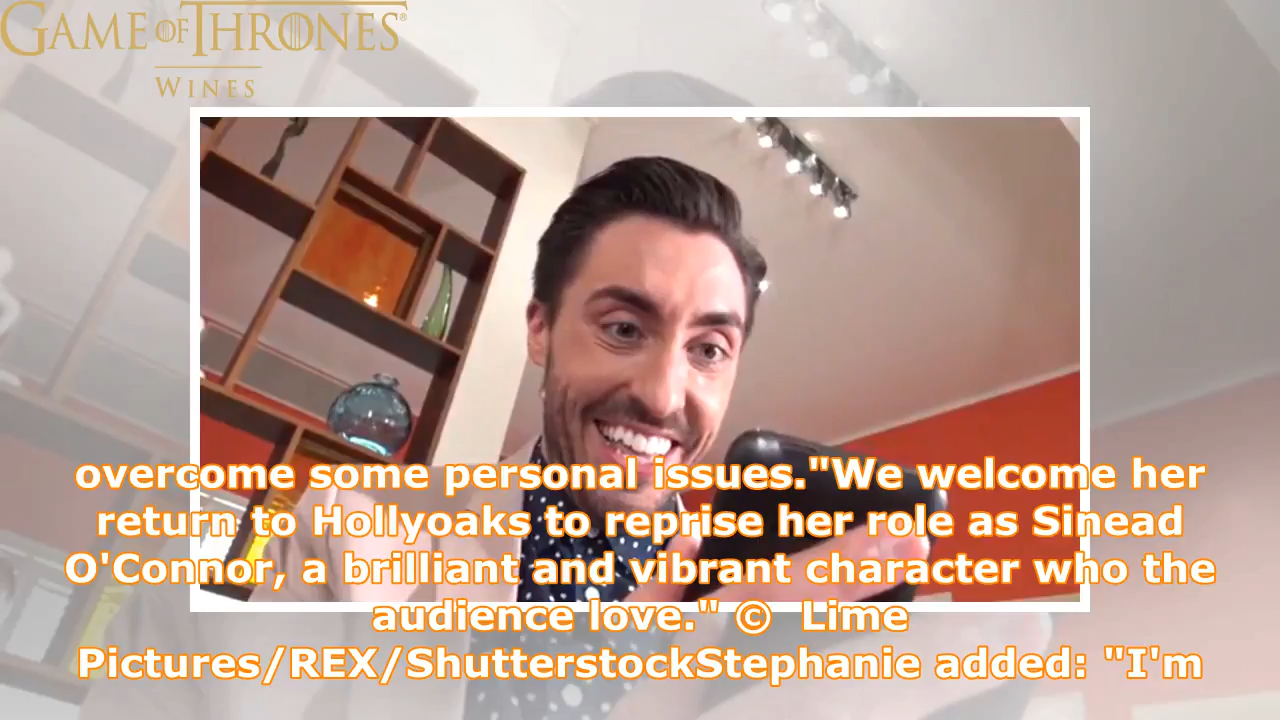 GAME OF THRONES®
WINES
overcome some personal issues."We welcome her
return to Hollyoaks to reprise her role as Sinead
O'Connor, a brilliant and vibrant character who the
audience love." ©  Lime
Pictures/REX/ShutterstockStephanie added: "I'm